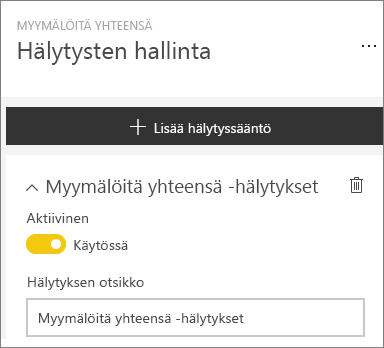 MYYMÄLÖITÄ YHTEENSÄ
Hälytysten hallinta
Lisää hälytyssääntö
Myymälöitä yhteensä -hälytykset
Aktiivinen
Käytössä
Hälytyksen otsikko
Myymälöitä yhteensä -hälytykset